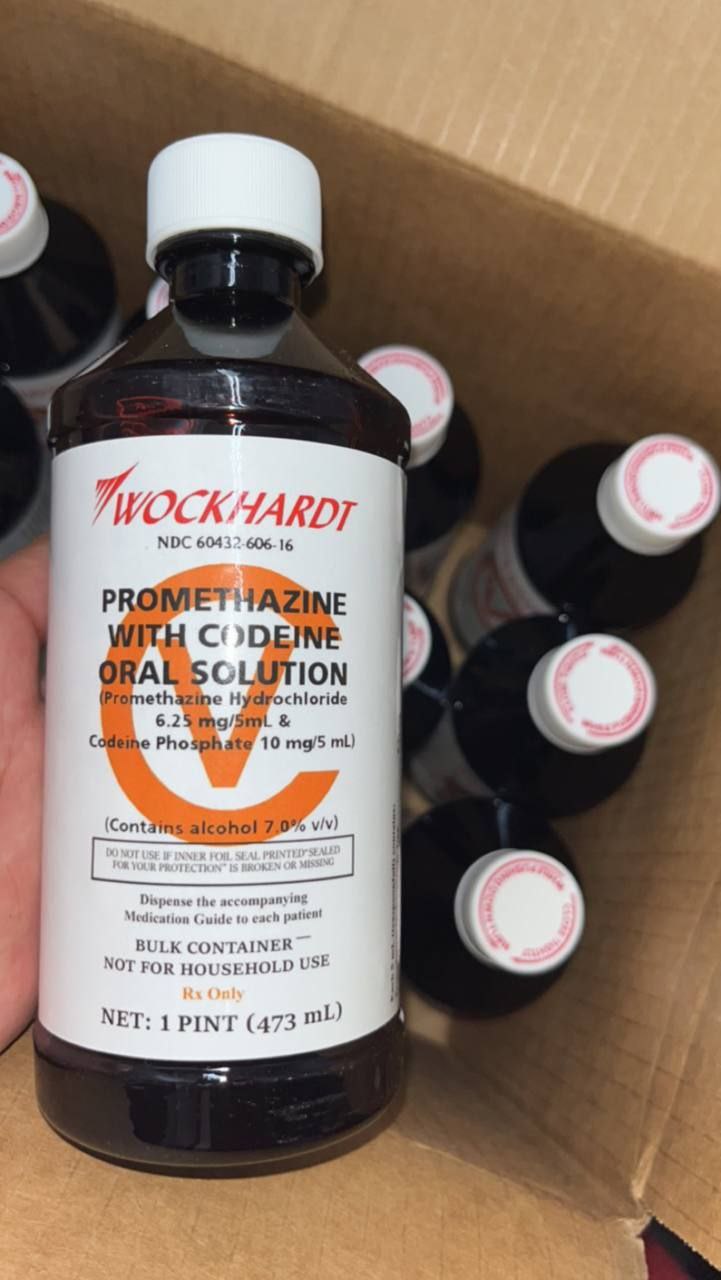 WOCKHARDT
NDC 60432-606-16
PROMETHAZINE
WITH CODEINE
ORAL SOLUTION
(Promethazine Hydrochloride
6.25 mg/5mL &
Codeine Phosphate 10 mg/5 mL)
CV
(Contains alcohol 7.0% v/v)
DO NOT USE IF INNER FOIL SEAL PRINTED "SEALED
FOR YOUR PROTECTION" IS BROKEN OR MISSING
Dispense the accompanying
Medication Guide to each patient
BULK CONTAINER —
NOT FOR HOUSEHOLD USE
Rx Only
NET: 1 PINT (473 mL)